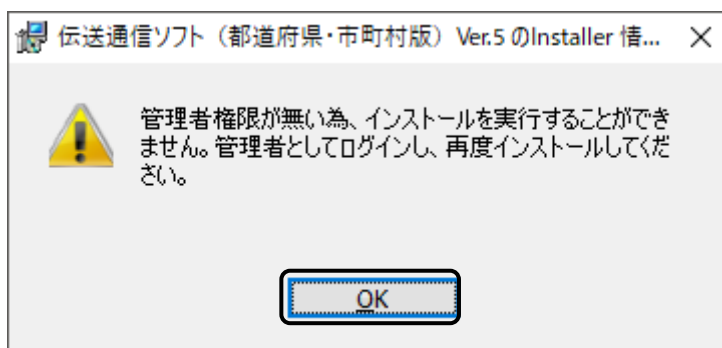 伝送通信ソフト（都道府県・市町村版） Ver.5 のInstaller 情...
管理者権限が無い為、インストールを実行することができ
ません。管理者としてログインし、再度インストールしてくだ
さい。
OK